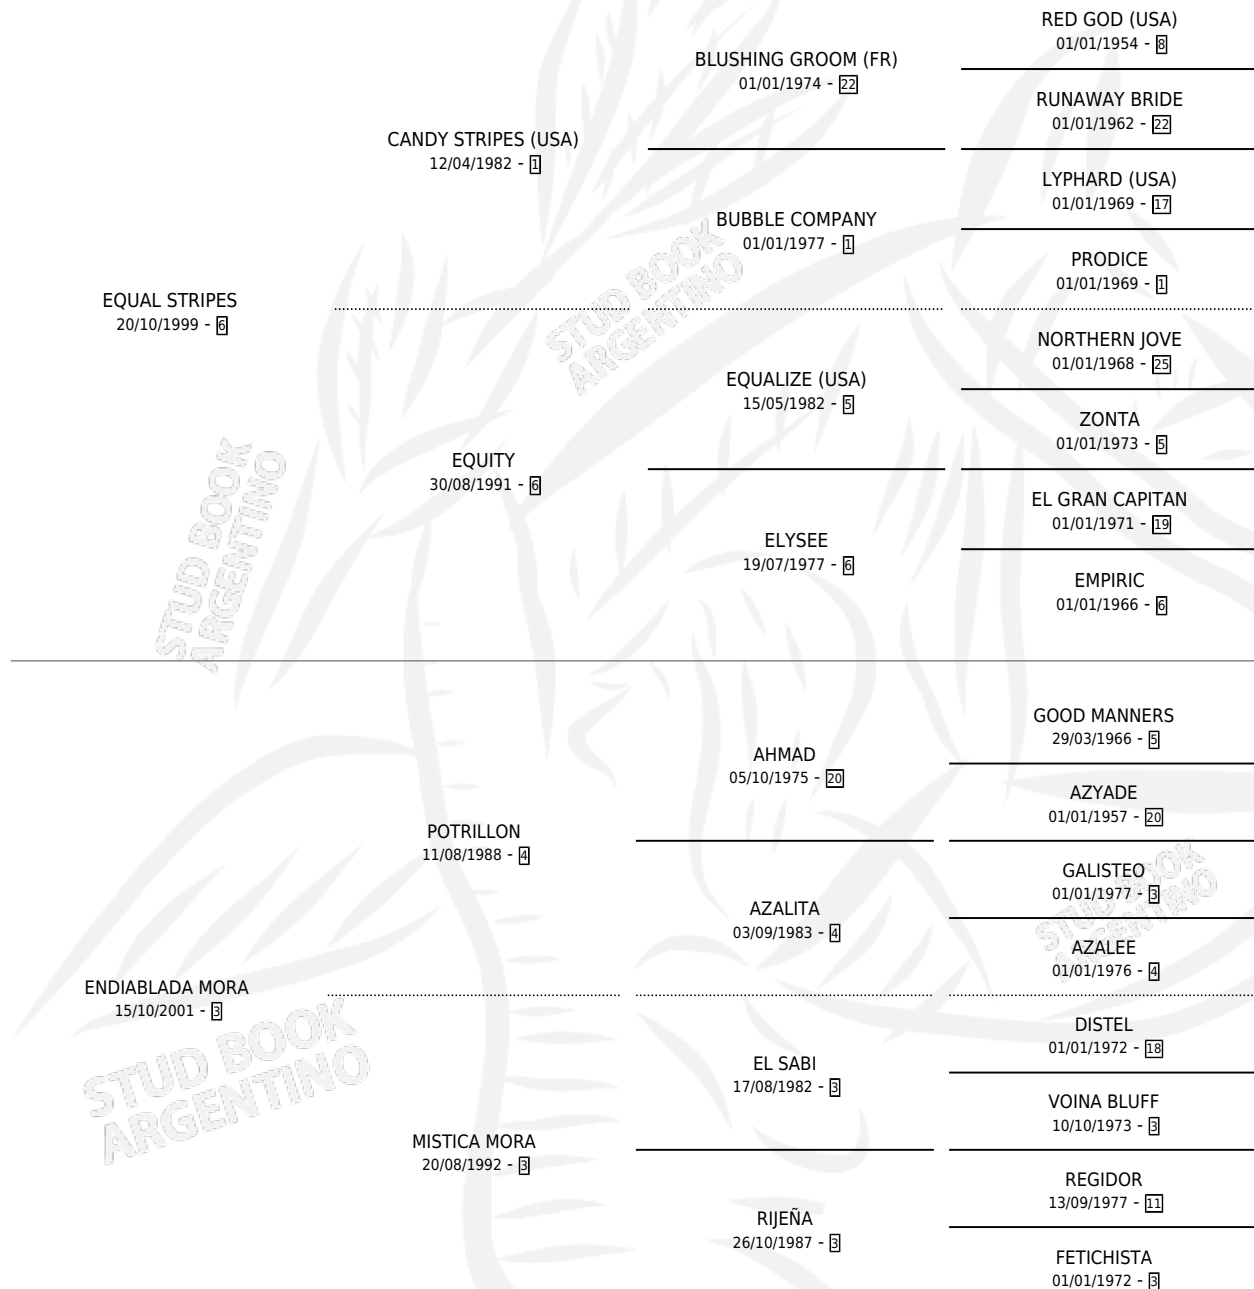 RED GOD (USA)
01/01/1954 - 8
BLUSHING GROOM (FR)
01/01/1974 - 22
RUNAWAY BRIDE
01/01/1962 - 22
CANDY STRIPES (USA)
12/04/1982 - 1
LYPHARD (USA)
01/01/1969 - 17
BUBBLE COMPANY
01/01/1977 - 1
PRODICE
01/01/1969 - 1
EQUAL STRIPES
20/10/1999 - 6
STUD BOOK
ARGENTINO
NORTHERN JOVE
01/01/1968 - 25
EQUALIZE (USA)
15/05/1982 - 5
ZONTA
01/01/1973 - 5
EQUITY
30/08/1991 - 6
EL GRAN CAPITAN
01/01/1971 - 19
ELYSEE
19/07/1977 - 6
EMPIRIC
01/01/1966 - 6
STUD BOOK
ARGENTINO
GOOD MANNERS
29/03/1966 - 5
AHMAD
05/10/1975 - 20
AZYADE
01/01/1957 - 20
POTRILLON
11/08/1988 - 4
GALISTEO
01/01/1977 - 3
AZALITA
03/09/1983 - 4
AZALEE
01/01/1976 - 4
STUD BOOK
ARGENTINO
ENDIABLADA MORA
15/10/2001 - 3
DISTEL
01/01/1972 - 18
EL SABI
17/08/1982 - 3
VOINA BLUFF
10/10/1973 - 3
MISTICA MORA
20/08/1992 - 3
REGIDOR
13/09/1977 - 11
RIJEÑA
26/10/1987 - 3
FETICHISTA
01/01/1972 - 3
STUD BOOK
ARGENTINO